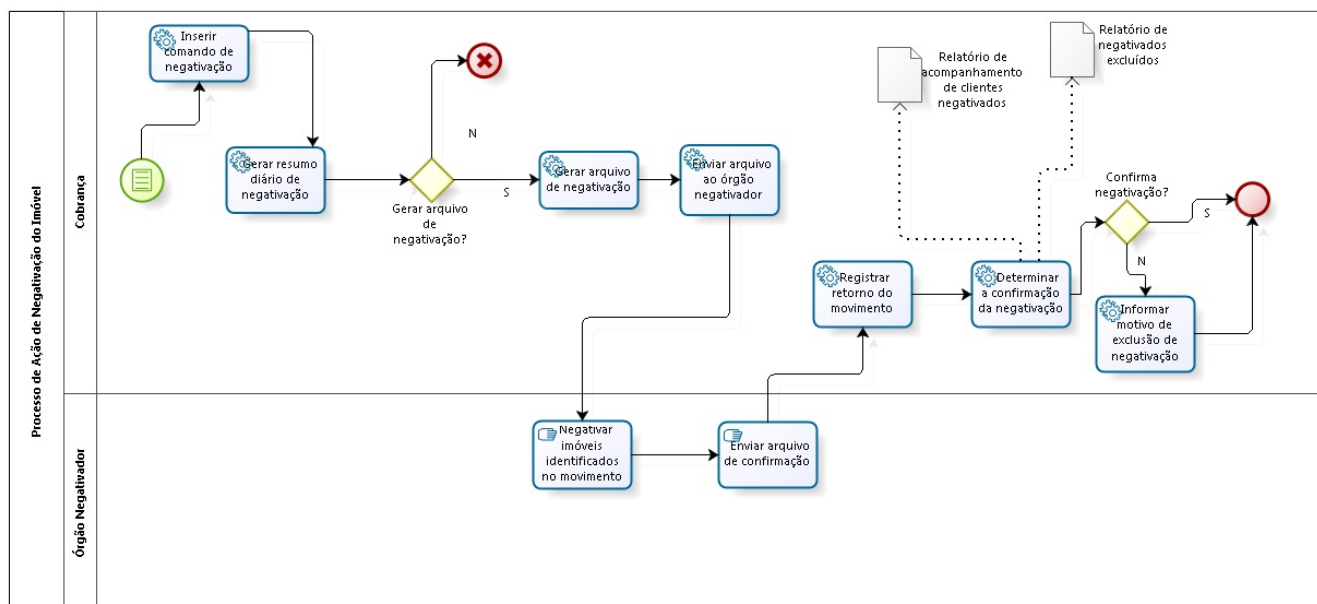 Processo de Ação de Negativação do Imóvel
Cobrança
Inserir
comando de
negativação
Gerar resumo
diário de
negativação
N
Gerar arquivo
de
negativação?
S
Gerar arquivo
de negativação
Enviar arquivo
ao órgão
negativador
Registrar
retorno do
movimento
Relatório de
acompanhamento
de clientes
negativados
Relatório de
negativados
excluídos
Determinar
a confirmação
da negativação
Confirma
negativação?
S
N
Informar
motivo de
exclusão de
negativação
Órgão Negativador
Negativar
imóveis
identificados
no movimento
Enviar arquivo
de confirmação